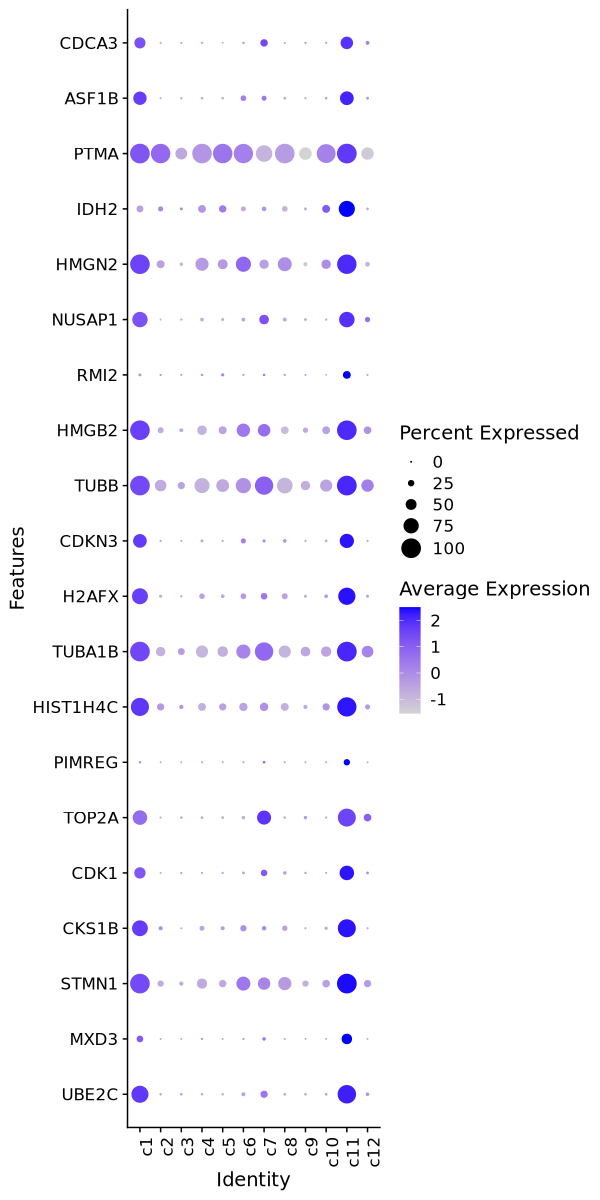 CDCA3
ASF1B
PTMA
IDH2
HMGN2
NUSAP1
RMI2
HMGB2
TUBB
CDKN3
H2AFX
TUBA1B
HIST1H4C
PIMREG
TOP2A
CDK1
CKS1B
STMN1
MXD3
UBE2C
Features
c1 c2 c3 c4 c5 c6 c7 c8 c9 c10 c11 c12
Identity
Percent Expressed
0
25
50
75
100
Average Expression
2
1
0
-1